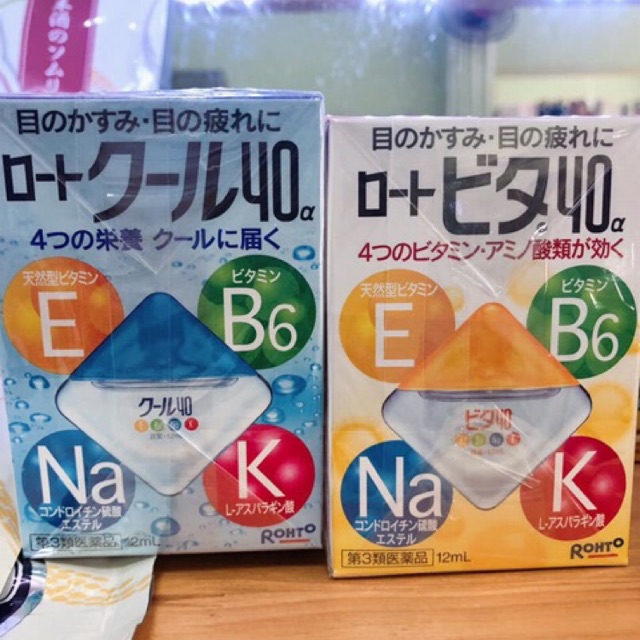 米酒のソムリ
目のかすみ・目の疲れに
ロートクール40α
4つの栄養 クールに届く
天然型ビタミン
E
ビタミン
B6
クール40
Na
コンドロイチン硫酸
エステル
K
L-アスパラギン酸
第3類医薬品 12mL
ROHTO
目のかすみ・目の疲れに
ロートビタ40α
4つのビタミン・アミノ酸類が効く
天然型ビタミン
E
ビタミン
B6
ビタ40
Na
コンドロイチン硫酸
エステル
K
L-アスパラギン酸
第3類医薬品 12mL
ROHTO